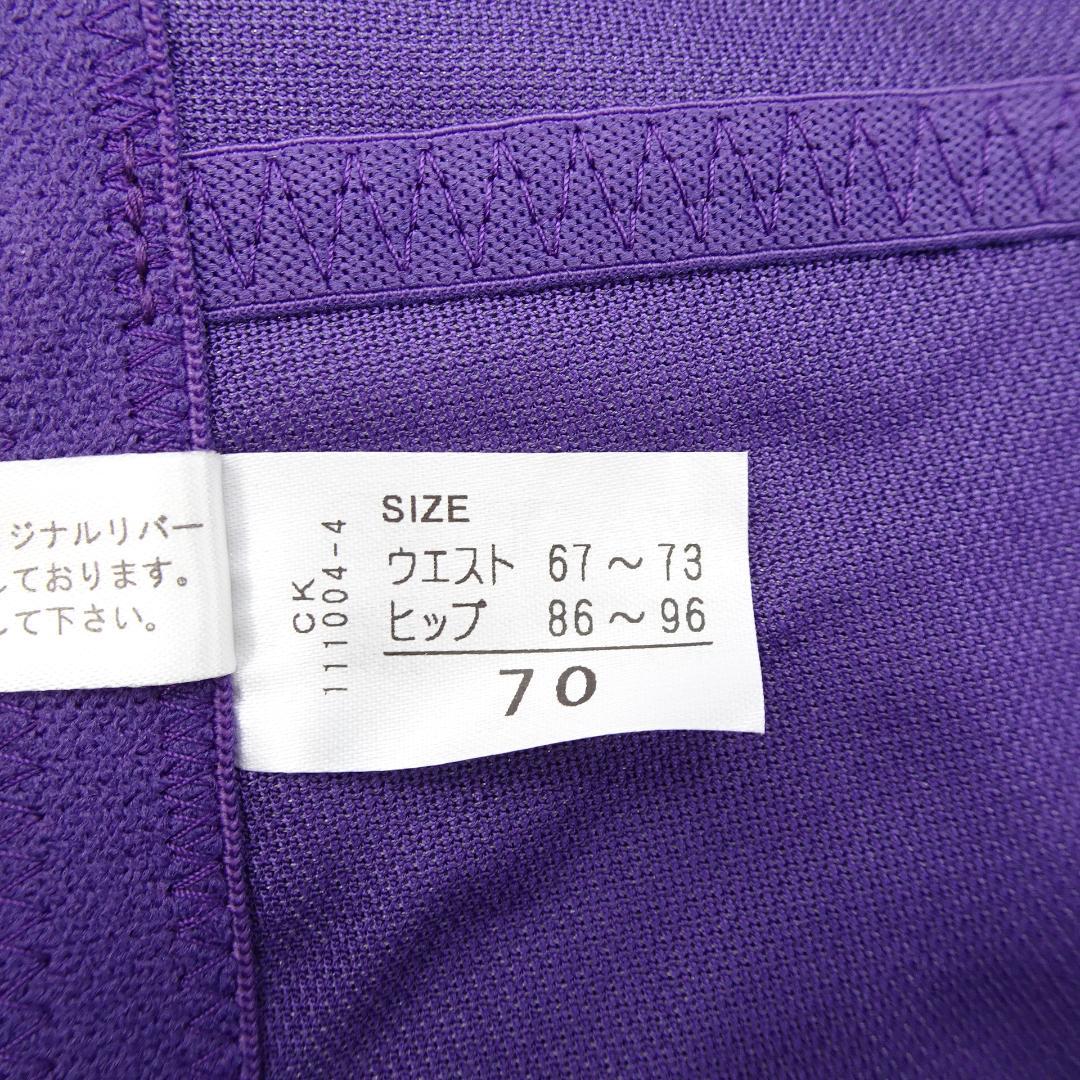 ジナルリバー
しております。
して下さい。
CK
111004-4
SIZE
ウエスト 67～73
ヒップ 86～96
70